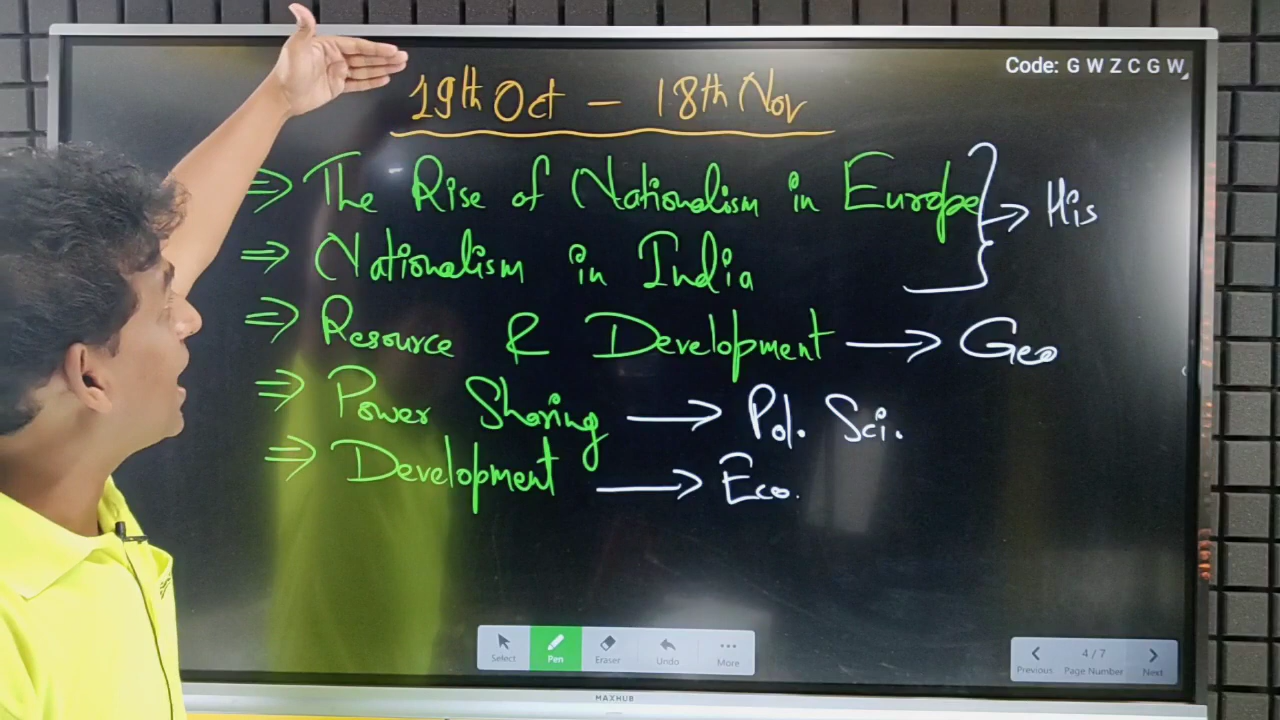 Code: G W Z C G W
19th Oct – 18th Nov
⇒ The Rise of Nationalism in Europe
→ His
⇒ Nationalism in India
⇒ Resource & Development → Geo
⇒ Power Sharing → Pol. Sci.
⇒ Development → Eco.
Select Pen Eraser Undo More
4 / 7
Previous Page Number Next
MAXHUB